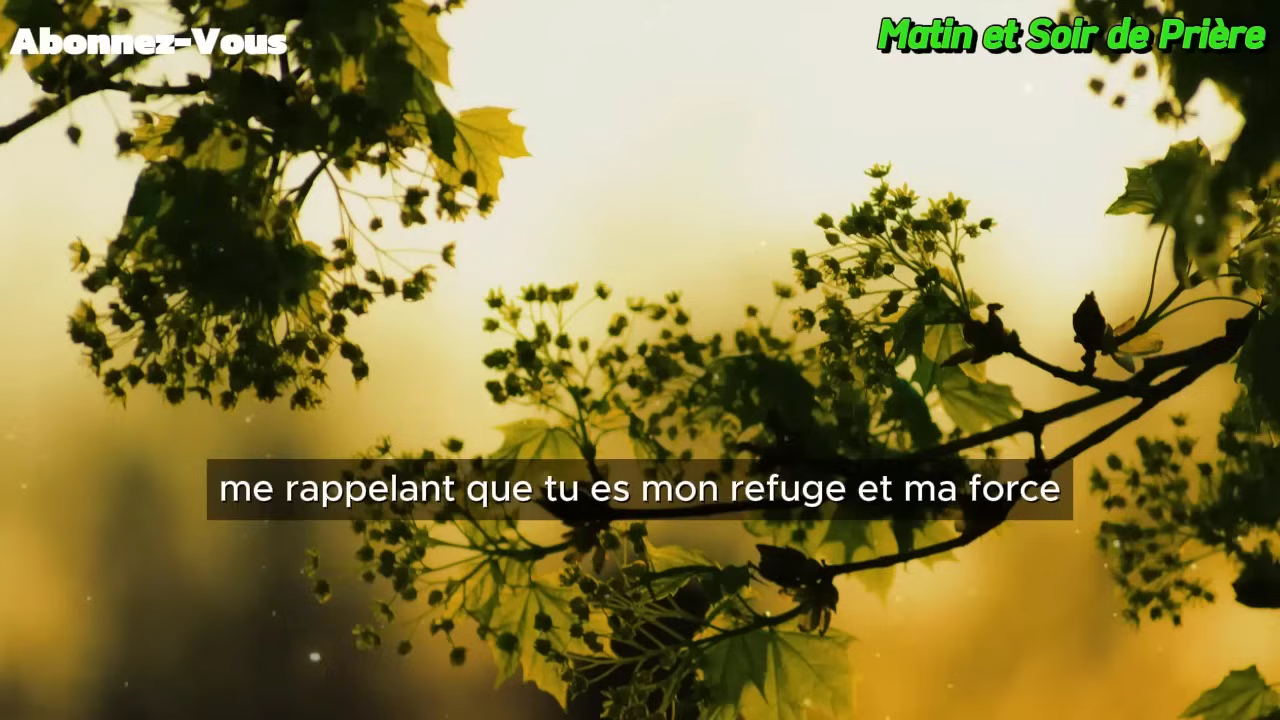 Abonnez-Vous
Matin et Soir de Prière
me rappelant que tu es mon refuge et ma force